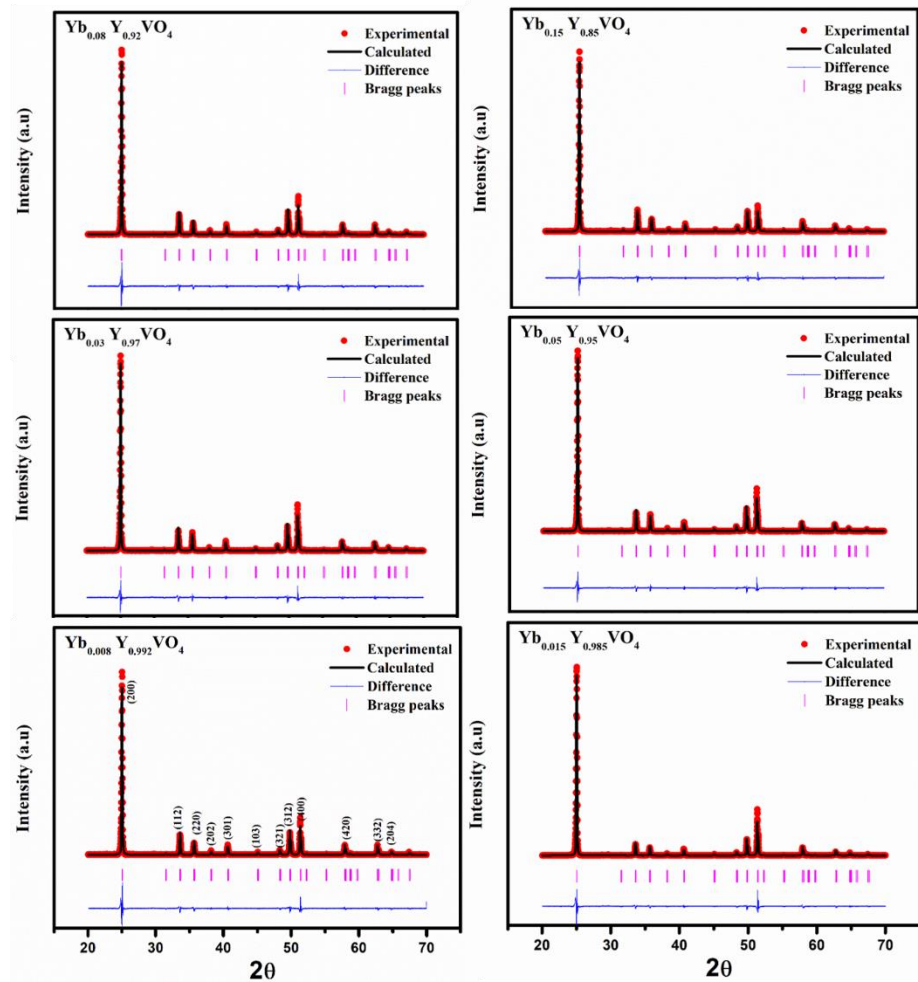 Yb0.08 Y0.92VO4
Experimental
Calculated
Difference
Bragg peaks
Intensity (a.u)
Yb0.15 Y0.85VO4
Experimental
Calculated
Difference
Bragg peaks
Intensity (a.u)
Yb0.03 Y0.97VO4
Experimental
Calculated
Difference
Bragg peaks
Intensity (a.u)
Yb0.05 Y0.95VO4
Experimental
Calculated
Difference
Bragg peaks
Intensity (a.u)
Yb0.008 Y0.992VO4
Experimental
Calculated
Difference
Bragg peaks
Intensity (a.u)
(200)
(112)
(220)
(202)
(301)
(103)
(321)
(312)
(400)
(420)
(332)
(204)
20 30 40 50 60 70
2θ
Yb0.015 Y0.985VO4
Experimental
Calculated
Difference
Bragg peaks
Intensity (a.u)
20 30 40 50 60 70
2θ